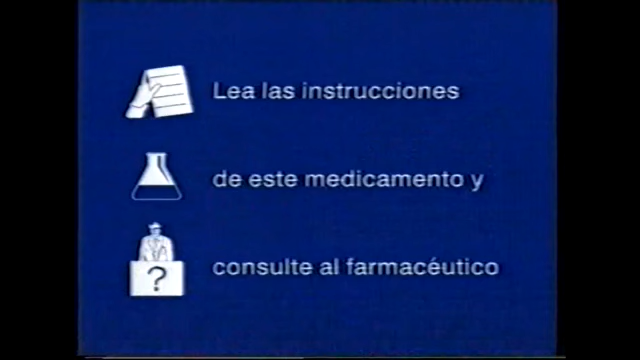 Lea las instrucciones
de este medicamento y
?
consulte al farmacéutico